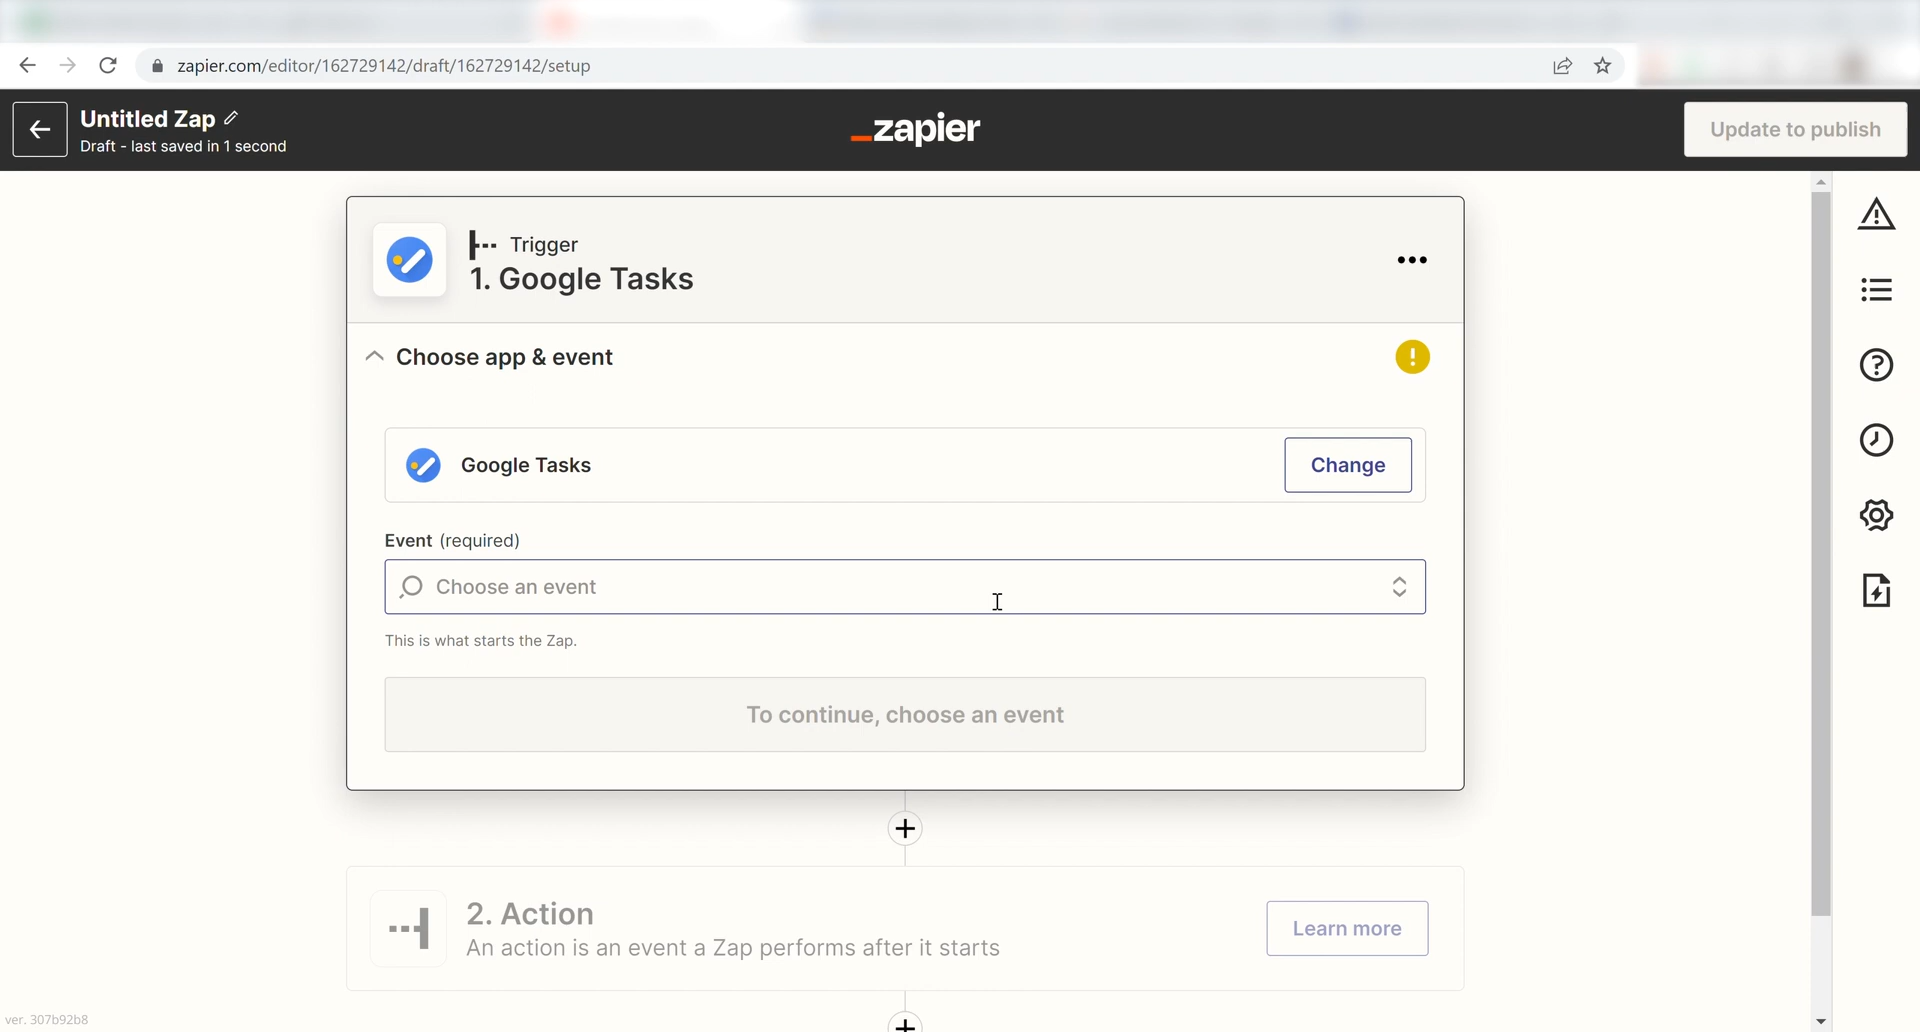 zapier.com/editor/162729142/draft/162729142/setup
Untitled Zap
Draft - last saved in 1 second
_zapier
Update to publish
Trigger
1. Google Tasks
Choose app & event
Google Tasks
Change
Event (required)
Choose an event
This is what starts the Zap.
To continue, choose an event
2. Action
An action is an event a Zap performs after it starts
Learn more
ver. 307b92b8